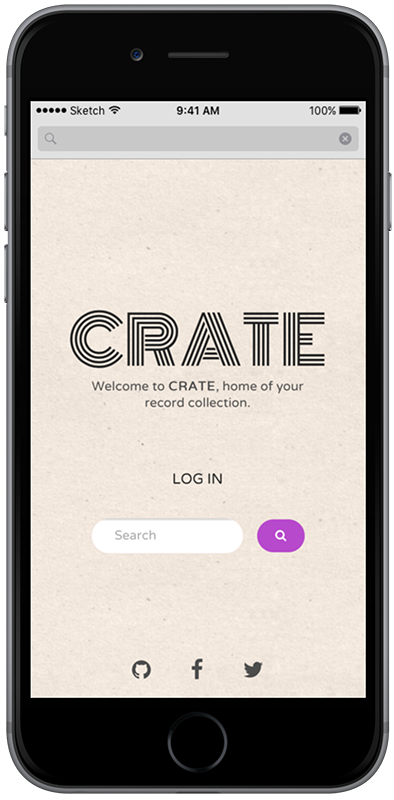 Sketch 9:41 AM 100%
CRATE
Welcome to CRATE, home of your
record collection.
LOG IN
Search